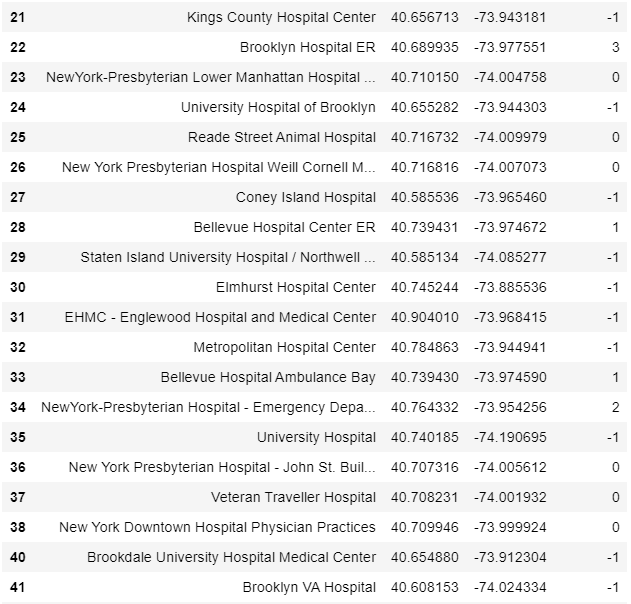 21 Kings County Hospital Center 40.656713 -73.943181 -1
22 Brooklyn Hospital ER 40.689935 -73.977551 3
23 NewYork-Presbyterian Lower Manhattan Hospital ... 40.710150 -74.004758 0
24 University Hospital of Brooklyn 40.655282 -73.944303 -1
25 Reade Street Animal Hospital 40.716732 -74.009979 0
26 New York Presbyterian Hospital Weill Cornell M... 40.716816 -74.007073 0
27 Coney Island Hospital 40.585536 -73.965460 -1
28 Bellevue Hospital Center ER 40.739431 -73.974672 1
29 Staten Island University Hospital / Northwell ... 40.585134 -74.085277 -1
30 Elmhurst Hospital Center 40.745244 -73.885536 -1
31 EHMC - Englewood Hospital and Medical Center 40.904010 -73.968415 -1
32 Metropolitan Hospital Center 40.784863 -73.944941 -1
33 Bellevue Hospital Ambulance Bay 40.739430 -73.974590 1
34 NewYork-Presbyterian Hospital - Emergency Depa... 40.764332 -73.954256 2
35 University Hospital 40.740185 -74.190695 -1
36 New York Presbyterian Hospital - John St. Buil... 40.707316 -74.005612 0
37 Veteran Traveller Hospital 40.708231 -74.001932 0
38 New York Downtown Hospital Physician Practices 40.709946 -73.999924 0
40 Brookdale University Hospital Medical Center 40.654880 -73.912304 -1
41 Brooklyn VA Hospital 40.608153 -74.024334 -1